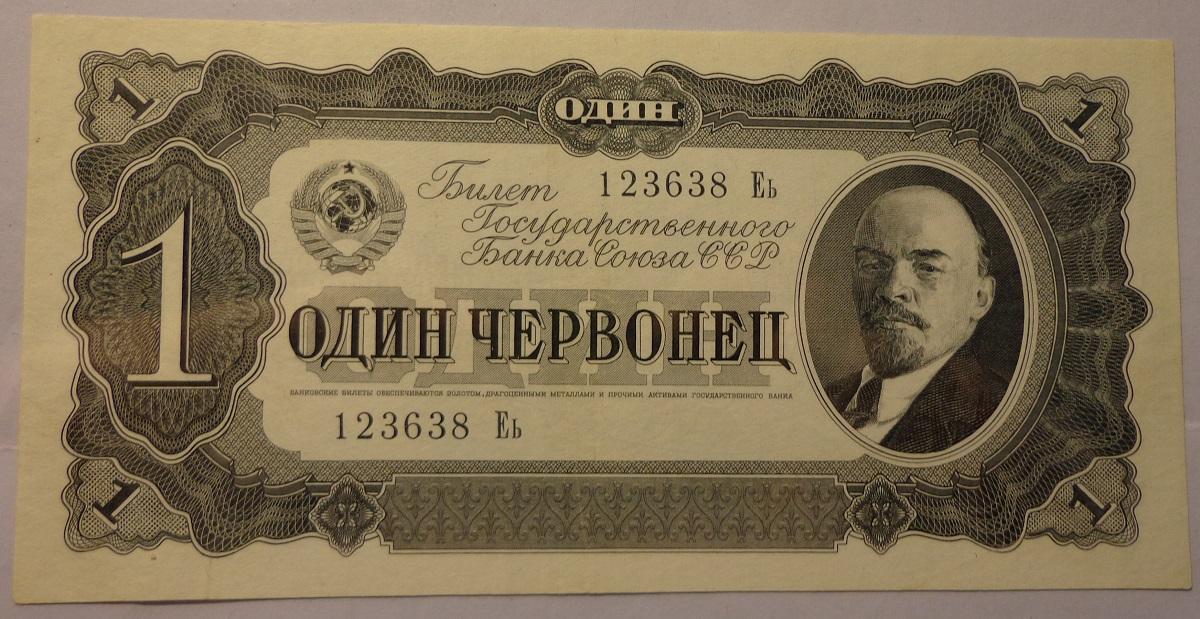 1 ОДИН 1
Билет 123638 Еь
Государственного
Банка Союза ССР
1
ОДИН
ОДИН ЧЕРВОНЕЦ
БАНКОВСКИЕ БИЛЕТЫ ОБЕСПЕЧИВАЮТСЯ ЗОЛОТОМ, ДРАГОЦЕННЫМИ МЕТАЛЛАМИ И ПРОЧИМИ АКТИВАМИ ГОСУДАРСТВЕННОГО БАНКА
123638 Еь
1 1